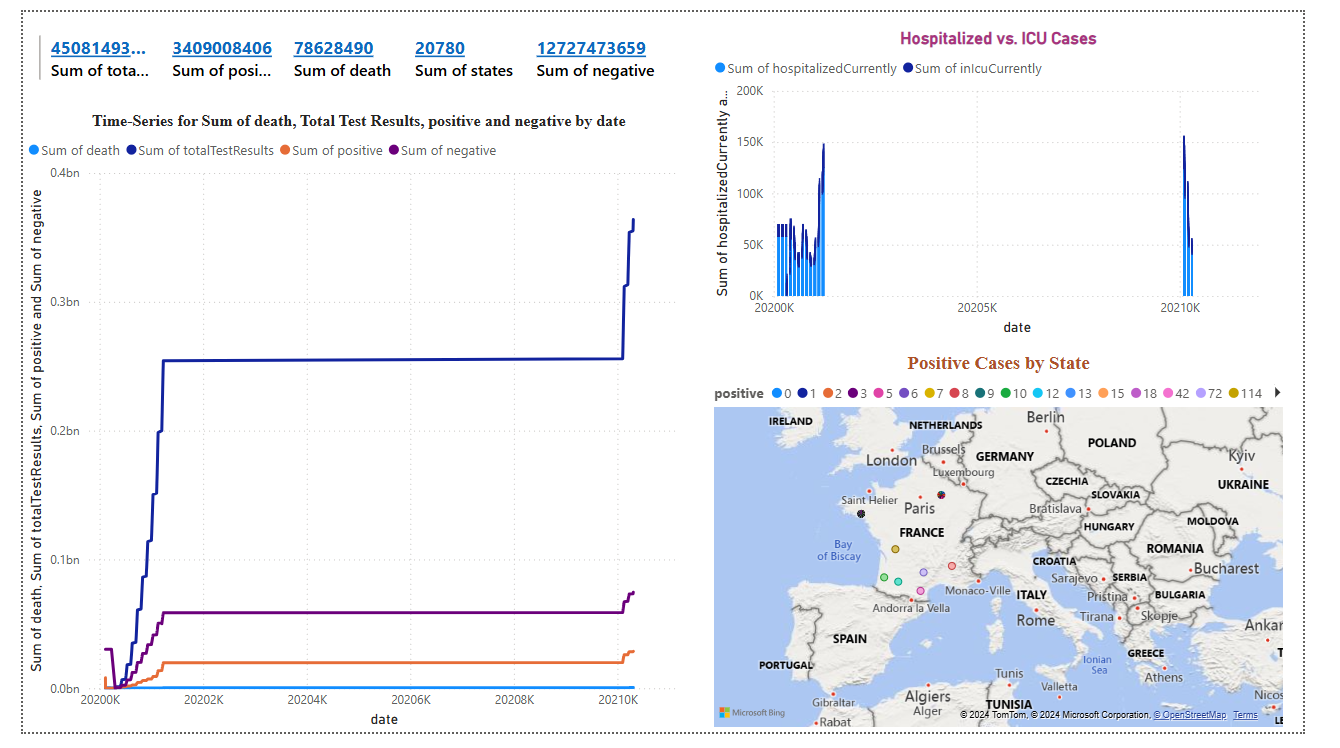 45081493...
3409008406
78628490
20780
12727473659
Sum of tota...
Sum of posi...
Sum of death
Sum of states
Sum of negative
Time-Series for Sum of death, Total Test Results, positive and negative by date
Sum of death Sum of totalTestResults Sum of positive Sum of negative
Sum of death, Sum of totalTestResults, Sum of positive and Sum of negative
0.4bn
0.3bn
0.2bn
0.1bn
0.0bn
20200K 20202K 20204K 20206K 20208K 20210K
date
Hospitalized vs. ICU Cases
Sum of hospitalizedCurrently Sum of inIcuCurrently
Sum of hospitalizedCurrently a...
200K
150K
100K
50K
0K
20200K 20205K 20210K
date
Positive Cases by State
positive 0 1 2 3 5 6 7 8 9 10 12 13 15 18 42 72 114
IRELAND
NETHERLANDS
Berlin
POLAND
London
Brussels
GERMANY
Kyiv
Luxembourg
CZECHIA
UKRAINE
SLOVAKIA
Saint Helier
Paris
Bratislava
MOLDOVA
FRANCE
HUNGARY
Bay
of Biscay
ROMANIA
CROATIA
Bucharest
Sarajevo
SERBIA
Monaco-Ville
ITALY
Pristina
BULGARIA
Andorra la Vella
Rome
Tirana
Skopje
Ankar
SPAIN
GREECE
T
PORTUGAL
Ionian
Sea
Tunis
Athens
Valletta
Nicos
Gibraltar
Algiers
Alger
TUNISIA
Rabat
LE
Microsoft Bing
© 2024 TomTom, © 2024 Microsoft Corporation, © OpenStreetMap Terms